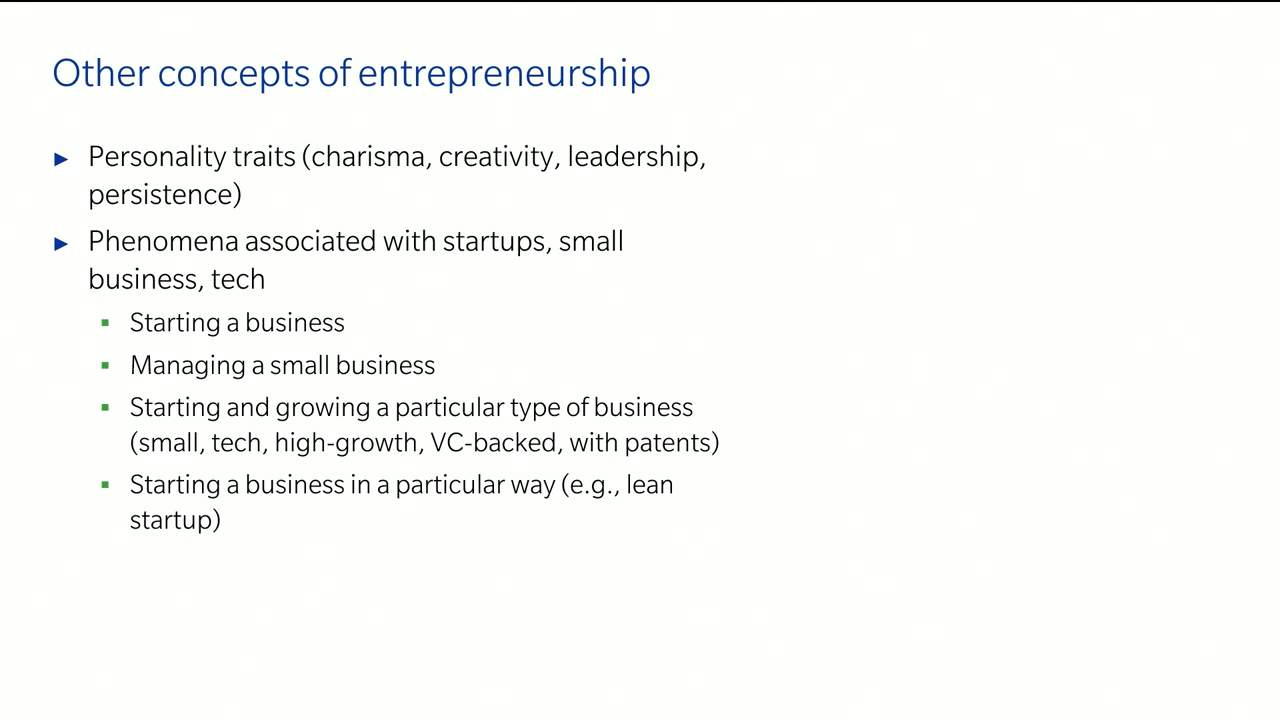 Other concepts of entrepreneurship
► Personality traits (charisma, creativity, leadership,
persistence)
► Phenomena associated with startups, small
business, tech
▪ Starting a business
▪ Managing a small business
▪ Starting and growing a particular type of business
(small, tech, high-growth, VC-backed, with patents)
▪ Starting a business in a particular way (e.g., lean
startup)